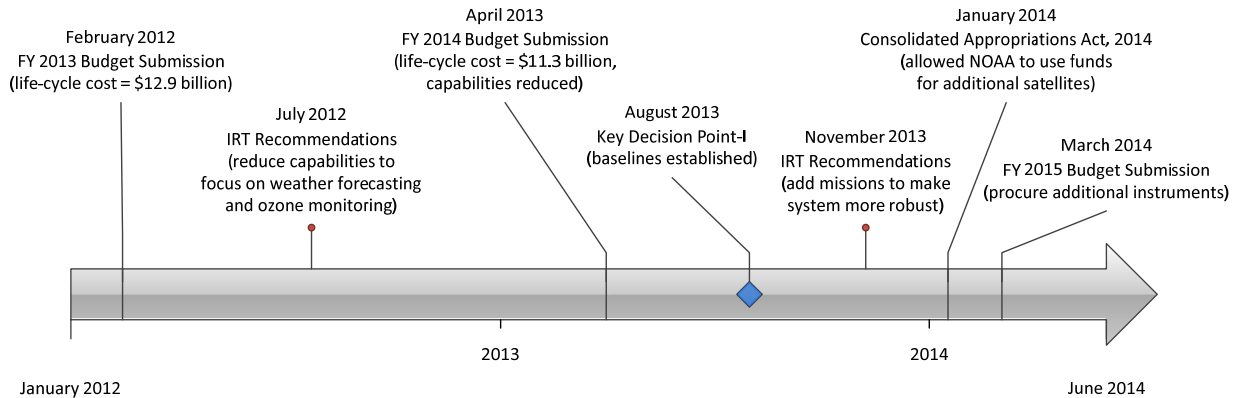 February 2012
FY 2013 Budget Submission
(life-cycle cost = $12.9 billion)
July 2012
IRT Recommendations
(reduce capabilities to
focus on weather forecasting
and ozone monitoring)
April 2013
FY 2014 Budget Submission
(life-cycle cost = $11.3 billion,
capabilities reduced)
August 2013
Key Decision Point-I
(baselines established)
November 2013
IRT Recommendations
(add missions to make
system more robust)
January 2014
Consolidated Appropriations Act, 2014
(allowed NOAA to use funds
for additional satellites)
March 2014
FY 2015 Budget Submission
(procure additional instruments)
2013
2014
January 2012
June 2014